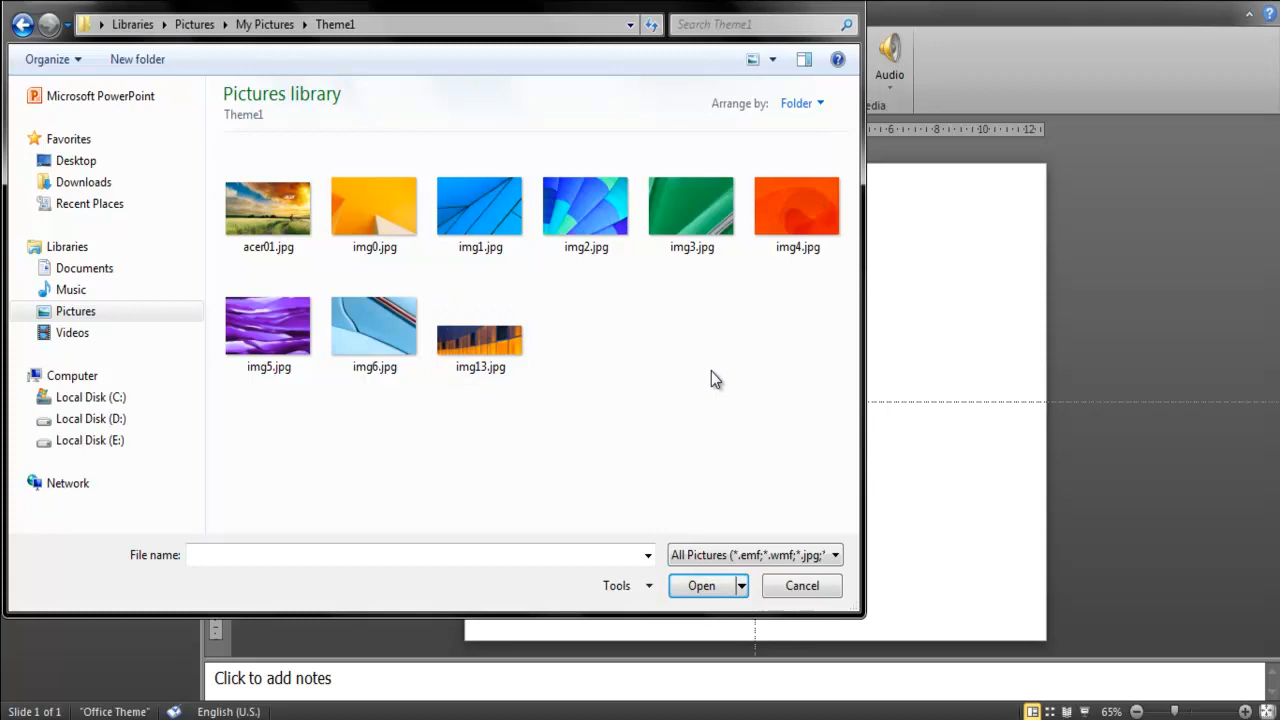 Libraries Pictures My Pictures Theme1 Search Theme1
Organize New folder
Audio
edia
Microsoft PowerPoint
Favorites
Desktop
Downloads
Recent Places
Libraries
Documents
Music
Pictures
Videos
Computer
Local Disk (C:)
Local Disk (D:)
Local Disk (E:)
Network
Pictures library
Theme1
Arrange by: Folder
acer01.jpg img0.jpg img1.jpg img2.jpg img3.jpg img4.jpg
img5.jpg img6.jpg img13.jpg
6 8 10 12
File name: All Pictures (*.emf;*.wmf;*.jpg;*
Tools Open Cancel
Click to add notes
Slide 1 of 1 "Office Theme" English (U.S.) 65%